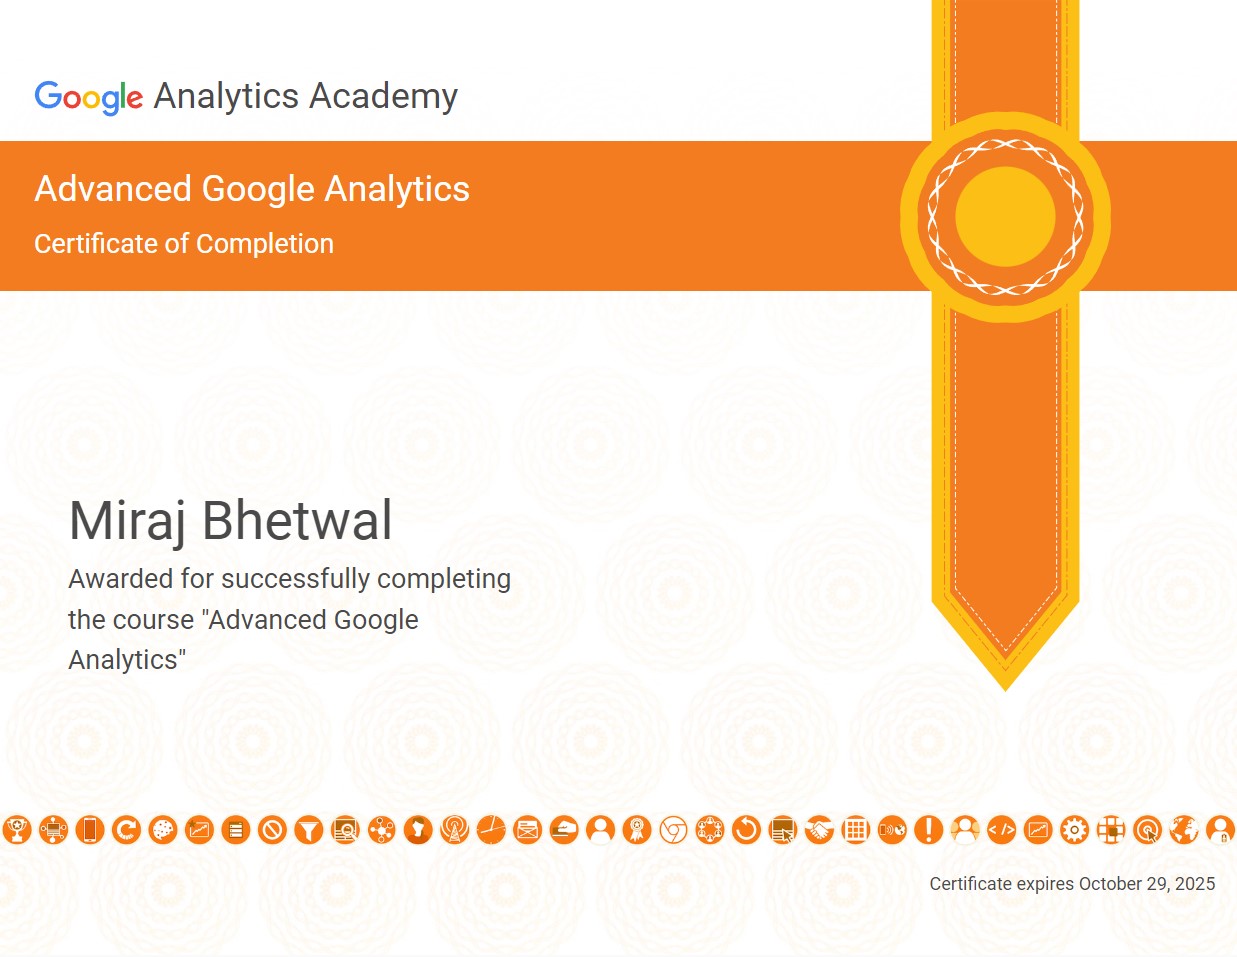 Google Analytics Academy
Advanced Google Analytics
Certificate of Completion
Miraj Bhetwal
Awarded for successfully completing
the course "Advanced Google
Analytics"
Certificate expires October 29, 2025